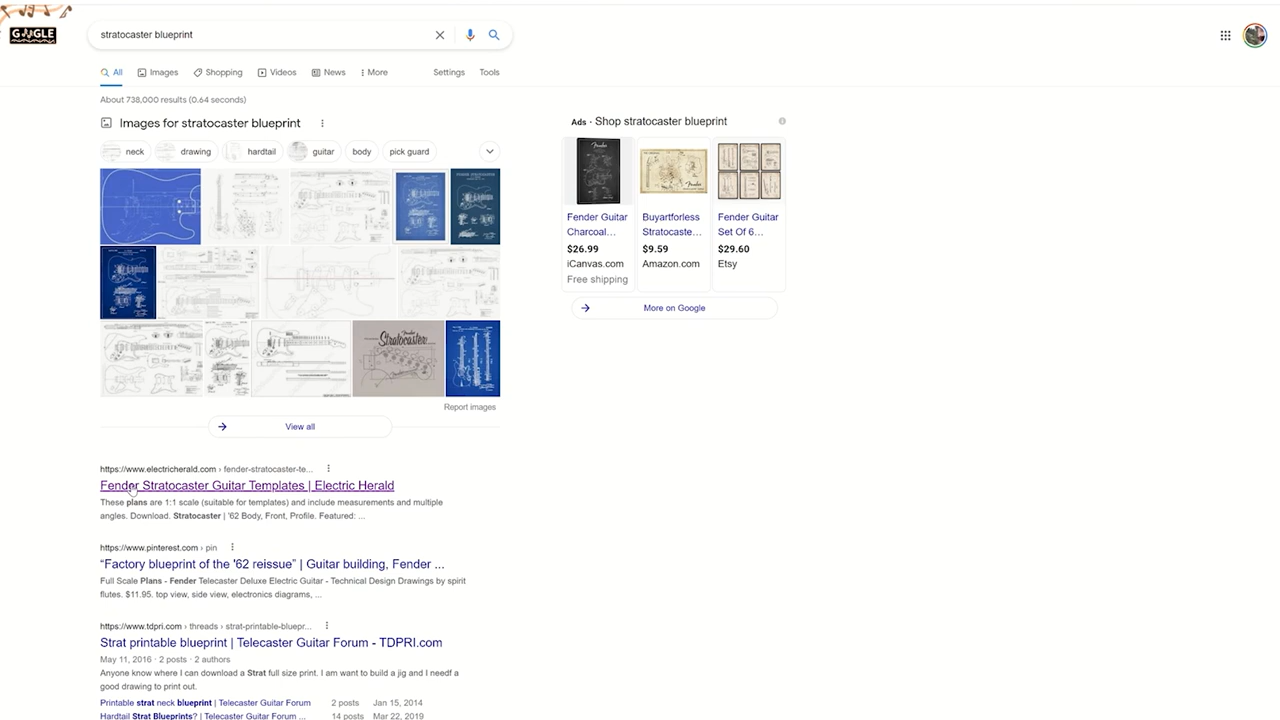 GOOGLE
stratocaster blueprint
All
Images
Shopping
Videos
News
More
Settings
Tools
About 738,000 results (0.64 seconds)
Images for stratocaster blueprint
neck
drawing
hardtail
guitar
body
pick guard
Stratocaster
Report images
View all
https://www.electricherald.com › fender-stratocaster-te...
Fender Stratocaster Guitar Templates | Electric Herald
These plans are 1:1 scale (suitable for templates) and include measurements and multiple
angles. Download. Stratocaster | '62 Body, Front, Profile. Featured: ...
https://www.pinterest.com › pin
“Factory blueprint of the '62 reissue” | Guitar building, Fender ...
Full Scale Plans - Fender Telecaster Deluxe Electric Guitar - Technical Design Drawings by spirit
flutes. $11.95. top view, side view, electronics diagrams, ...
https://www.tdpri.com › threads › strat-printable-bluepr...
Strat printable blueprint | Telecaster Guitar Forum - TDPRI.com
May 11, 2016 · 2 posts · 2 authors
Anyone know where I can download a Strat full size print. I am want to build a jig and I needf a
good drawing to print out.
Printable strat neck blueprint | Telecaster Guitar Forum 2 posts Jan 15, 2014
Hardtail Strat Blueprints? | Telecaster Guitar Forum ... 14 posts Mar 22, 2019
Ads · Shop stratocaster blueprint
Fender Guitar
Charcoal...
$26.99
iCanvas.com
Free shipping
Buyartforless
Stratocaste...
$9.59
Amazon.com
Fender Guitar
Set Of 6...
$29.60
Etsy
More on Google